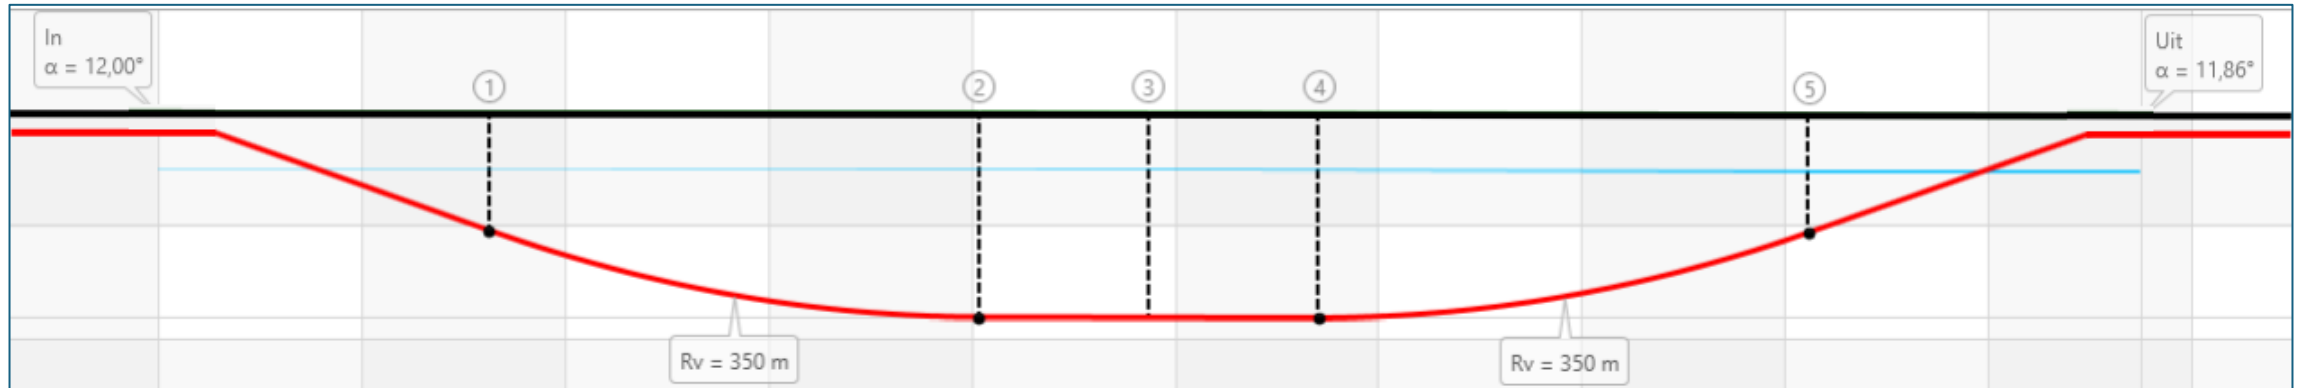 In
α = 12,00°
1
2
3
4
5
Uit
α = 11,86°
Rv = 350 m
Rv = 350 m